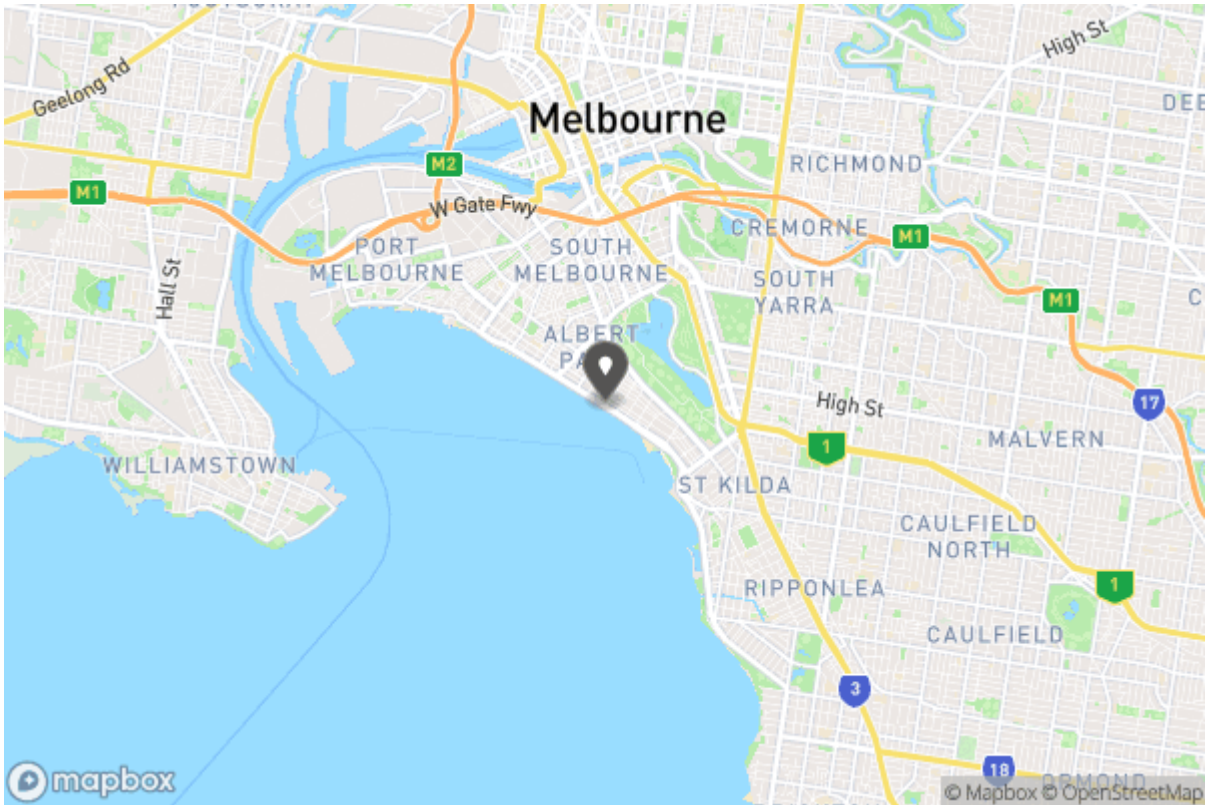 Geelong Rd
High St
Melbourne
M2
RICHMOND
M1
W Gate Fwy
CREMORNE
M1
PORT
MELBOURNE
SOUTH
MELBOURNE
SOUTH
YARRA
Hall St
M1
ALBERT
High St
17
MALVERN
1
WILLIAMSTOWN
ST KILDA
CAULFIELD
NORTH
RIPPONLEA
1
CAULFIELD
3
18
ORMOND
mapbox
© Mapbox © OpenStreetMap